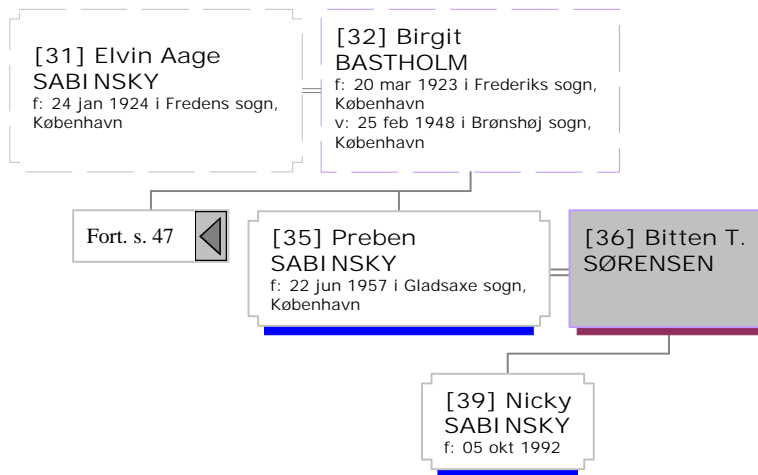 [31] Elvin Aage
SABINSKY
f: 24 jan 1924 i Fredens sogn,
København
[32] Birgit
BASTHOLM
f: 20 mar 1923 i Frederiks sogn,
København
v: 25 feb 1948 i Brønshøj sogn,
København
Fort. s. 47
[35] Preben
SABINSKY
f: 22 jun 1957 i Gladsaxe sogn,
København
[36] Bitten T.
SØRENSEN
[39] Nicky
SABINSKY
f: 05 okt 1992